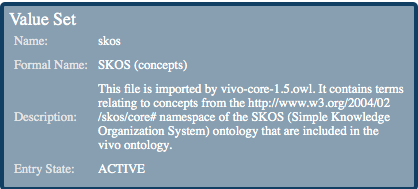 Value Set
Name: skos
Formal Name: SKOS (concepts)
This file is imported by vivo-core-1.5.owl. It contains terms
relating to concepts from the http://www.w3.org/2004/02
Description: /skos/core# namespace of the SKOS (Simple Knowledge
Organization System) ontology that are included in the
vivo ontology.
Entry State: ACTIVE